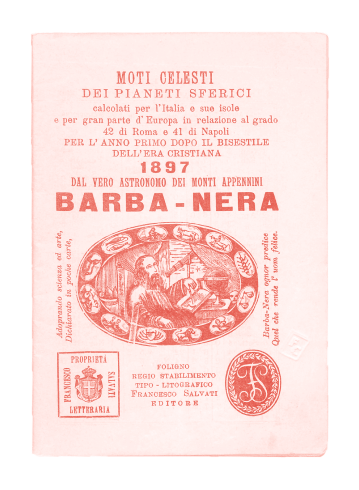 MOTI CELESTI
DEI PIANETI SFERICI
calcolati per l'Italia e sue isole
e per gran parte d'Europa in relazione al grado
42 di Roma e 41 di Napoli
PER L'ANNO PRIMO DOPO IL BISESTILE
DELL'ERA CRISTIANA
1897
DAL VERO ASTRONOMO DEI MONTI APPENNINI
BARBA-NERA
Adoprando scienza ed arte,
Dichiarato in poche carte,
Barba-Nera ognor predice
Quel che rende l'uom felice.
PROPRIETÀ
FRANCESCO
SALVATI
LETTERARIA
FOLIGNO
REGIO STABILIMENTO
TIPO-LITOGRAFICO
FRANCESCO SALVATI
EDITORE